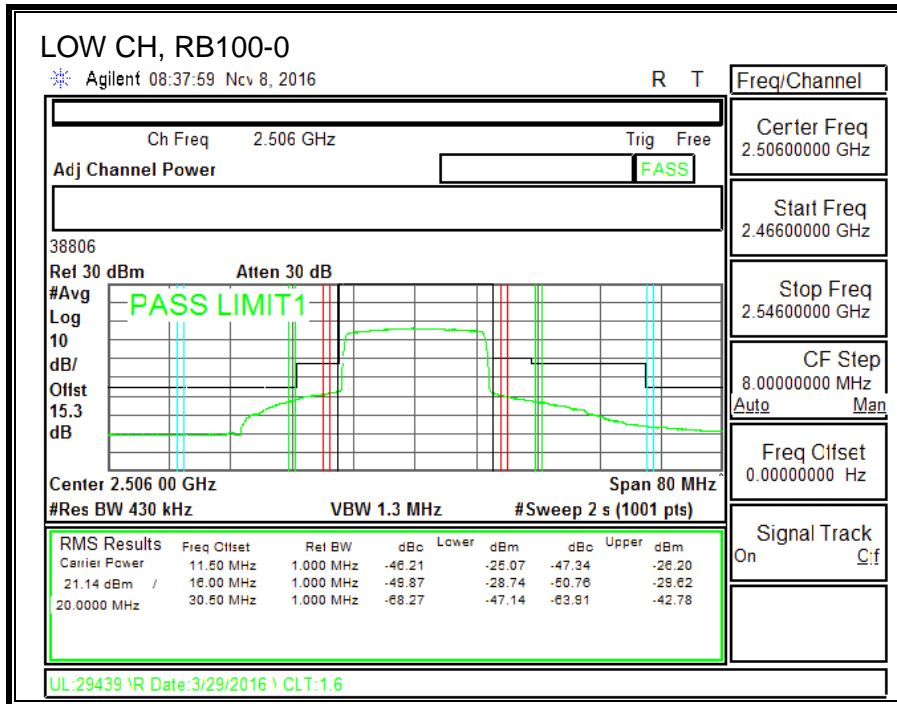 LOW CH, RB100-0
Agilent 08:37:59 Nov 8, 2016 R T
Freq/Channel
Ch Freq 2.506 GHz Trig Free
Adj Channel Power PASS
Center Freq
2.50600000 GHz
Start Freq
2.46600000 GHz
Stop Freq
2.54600000 GHz
CF Step
8.00000000 MHz
Auto Man
Freq Offset
0.00000000 Hz
Signal Track
On Off
38806
Ref 30 dBm Atten 30 dB
#Avg
Log
10
dB/
Offst
15.3
dB
PASS LIMIT1
Center 2.506 00 GHz Span 80 MHz
#Res BW 430 kHz VBW 1.3 MHz #Sweep 2 s (1001 pts)
RMS Results Freq Offset Ref BW dBc Lower dBm dBc Upper dBm
Carrier Power 11.50 MHz 1.000 MHz -46.21 -25.07 -47.34 -26.20
21.14 dBm / 16.00 MHz 1.000 MHz -49.87 -28.74 -50.76 -29.62
20.0000 MHz 30.50 MHz 1.000 MHz -68.27 -47.14 -63.91 -42.78
UL:29439 \R Date:3/29/2016 \ CLT:1.6